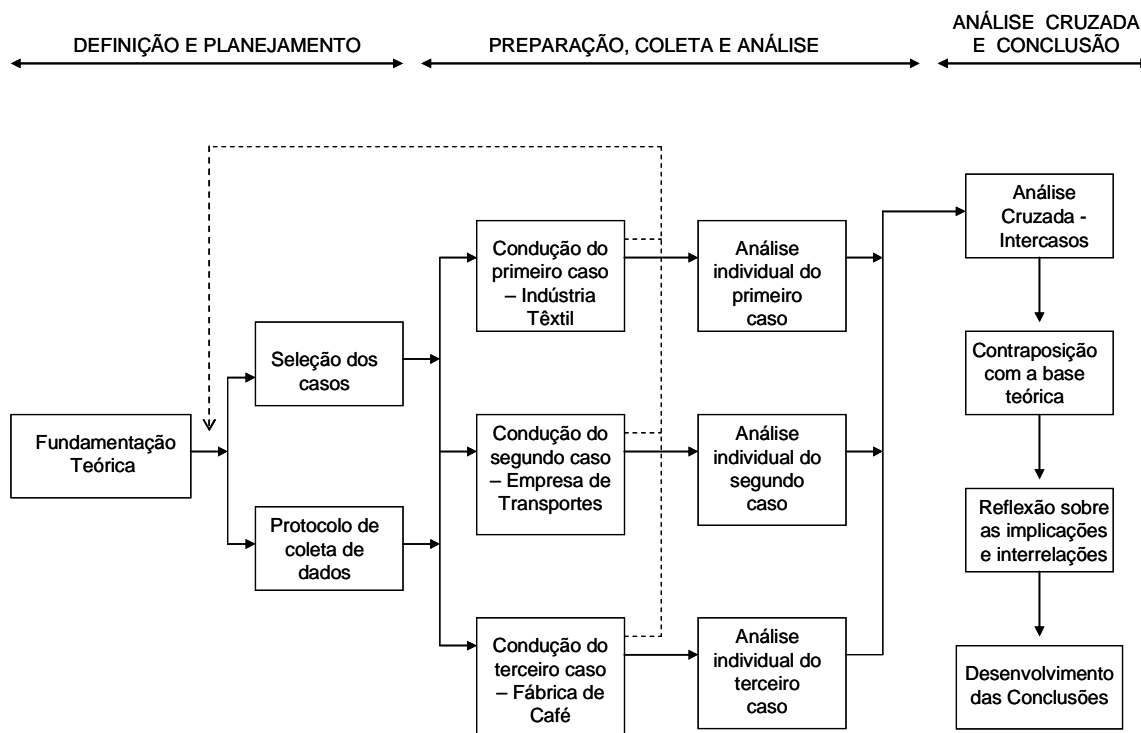 DEFINIÇÃO E PLANEJAMENTO
PREPARAÇÃO, COLETA E ANÁLISE
ANÁLISE CRUZADA
E CONCLUSÃO
Fundamentação
Teórica
Seleção dos
casos
Protocolo de
coleta de
dados
Condução do
primeiro caso
– Indústria
Têxtil
Condução do
segundo caso
– Empresa de
Transportes
Condução do
terceiro caso
– Fábrica de
Café
Análise
individual do
primeiro
caso
Análise
individual do
segundo
caso
Análise
individual do
terceiro
caso
Análise
Cruzada -
Intercasos
Contraposição
com a base
teórica
Reflexão sobre
as implicações
e interrelações
Desenvolvimento
das Conclusões